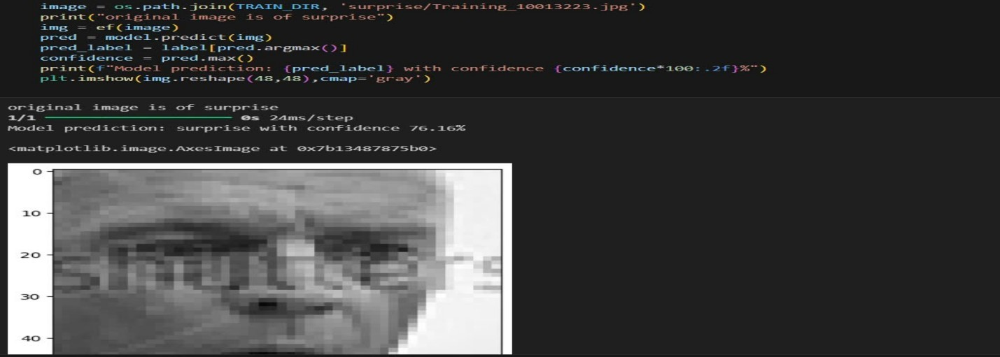 image = os.path.join(TRAIN_DIR, 'surprise/Training_10013223.jpg')
print("original image is of surprise")
img = ef(image)
pred = model.predict(img)
pred_label = label[pred.argmax()]
confidence = pred.max()
print(f"Model prediction: {pred_label} with confidence {confidence*100:.2f}%")
plt.imshow(img.reshape(48,48),cmap='gray')
original image is of surprise
1/1 0s 24ms/step
Model prediction: surprise with confidence 76.16%
<matplotlib.image.AxesImage at 0x7b13487875b0>
0
10
20
30
40